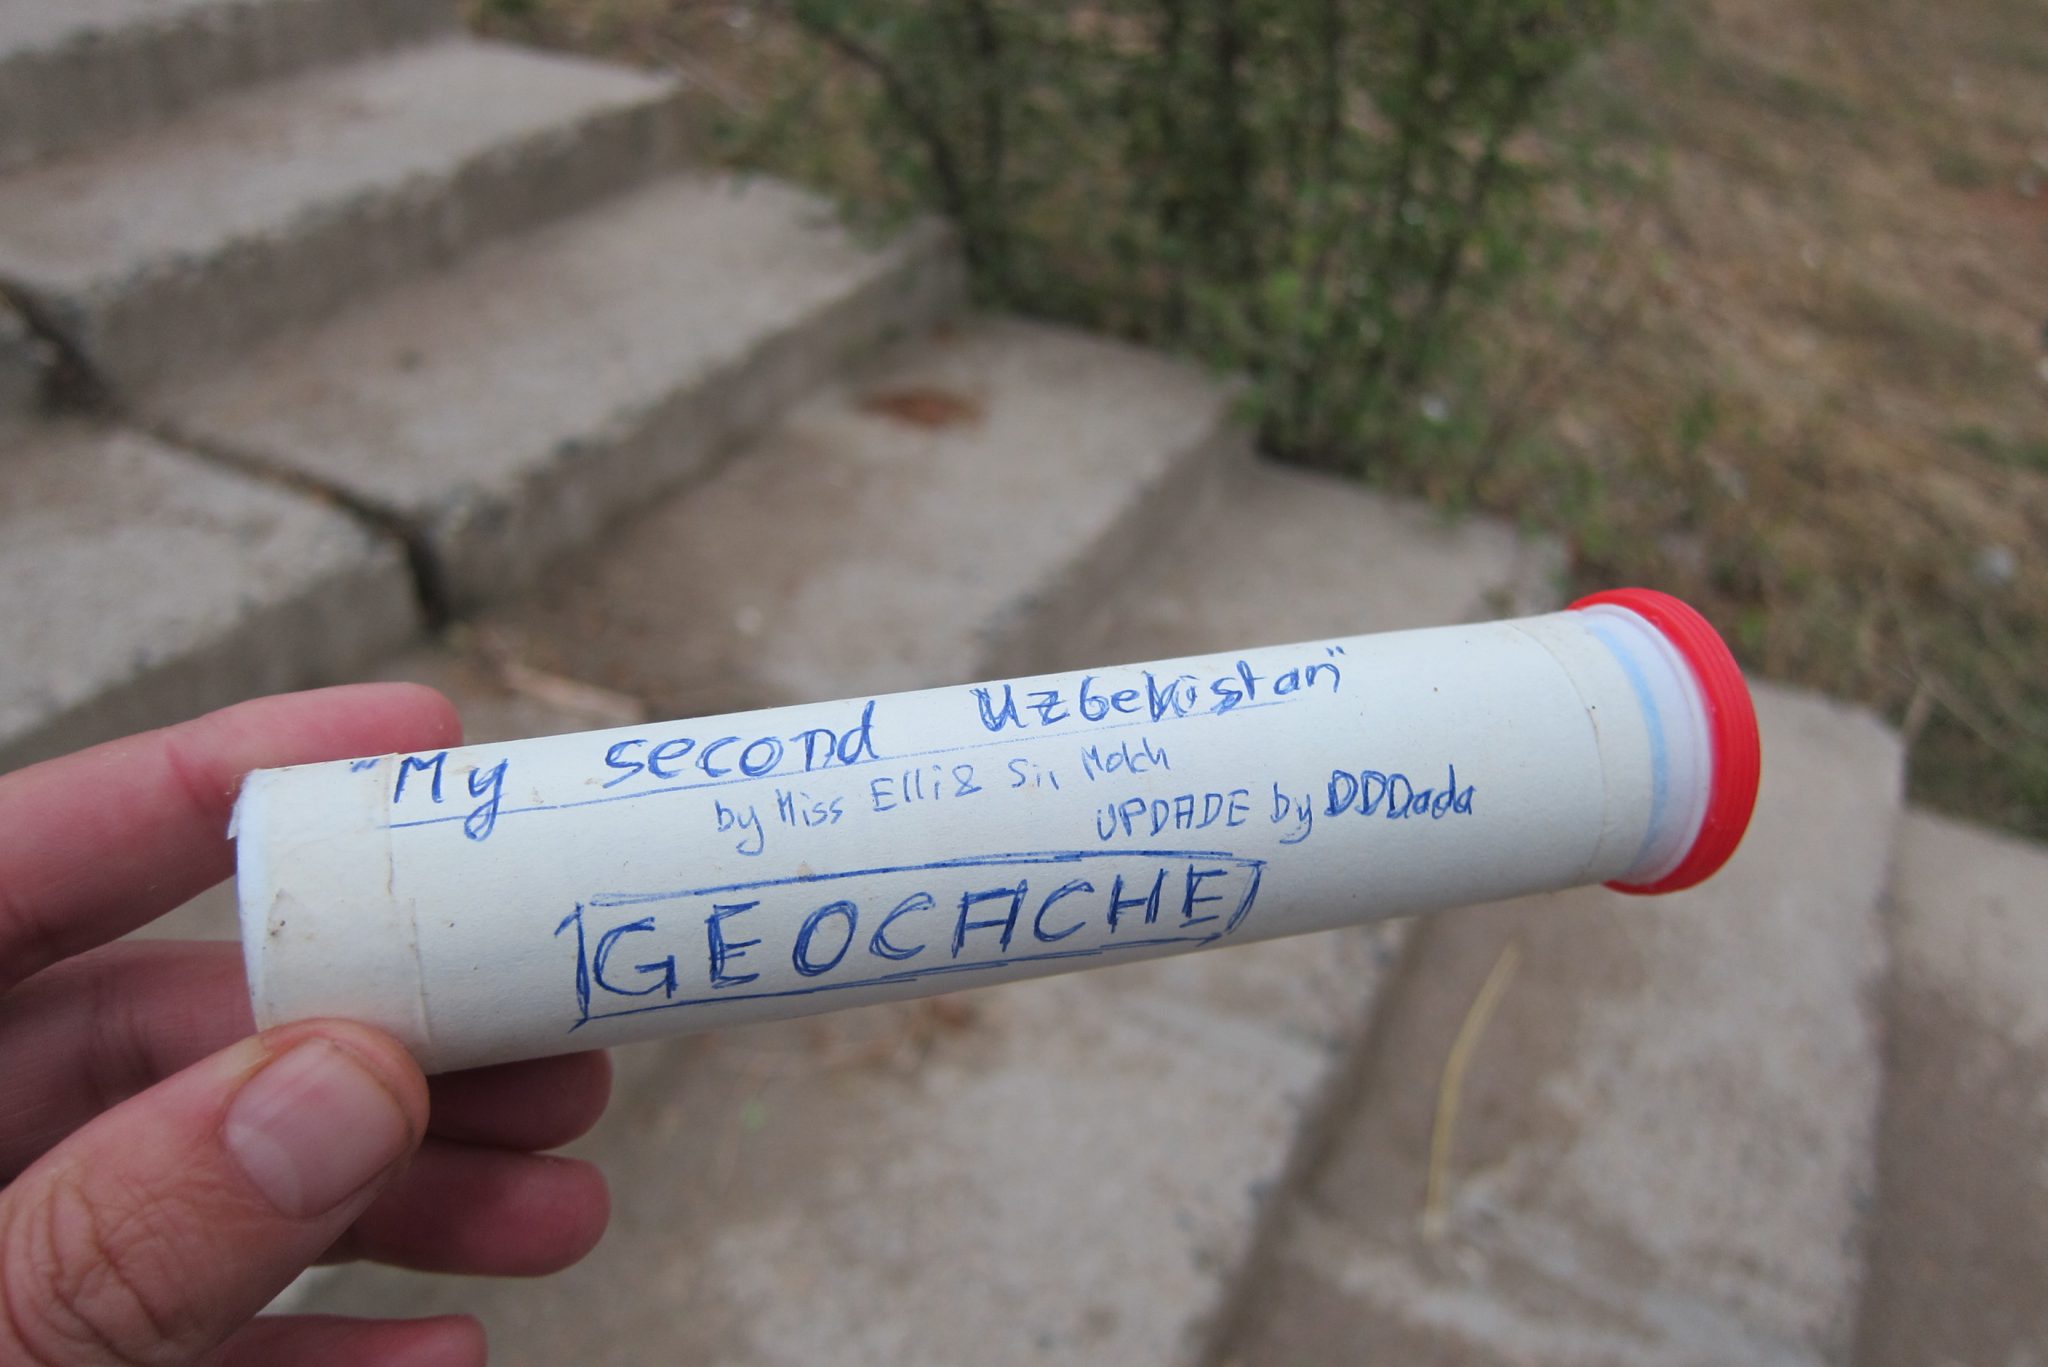 "My second Uzbekistan"
by Miss Elli & Sir Molch
UPDADE by DDDada
GEOCACHE